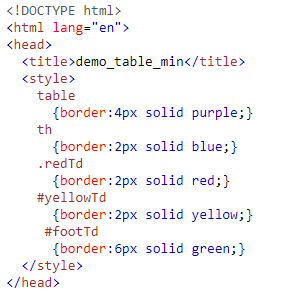 <!DOCTYPE html>
<html lang="en">
<head>
  <title>demo_table_min</title>
  <style>
    table
      {border:4px solid purple;}
    th
      {border:2px solid blue;}
    .redTd
      {border:2px solid red;}
    #yellowTd
      {border:2px solid yellow;}
     #footTd
      {border:6px solid green;}
  </style>
</head>